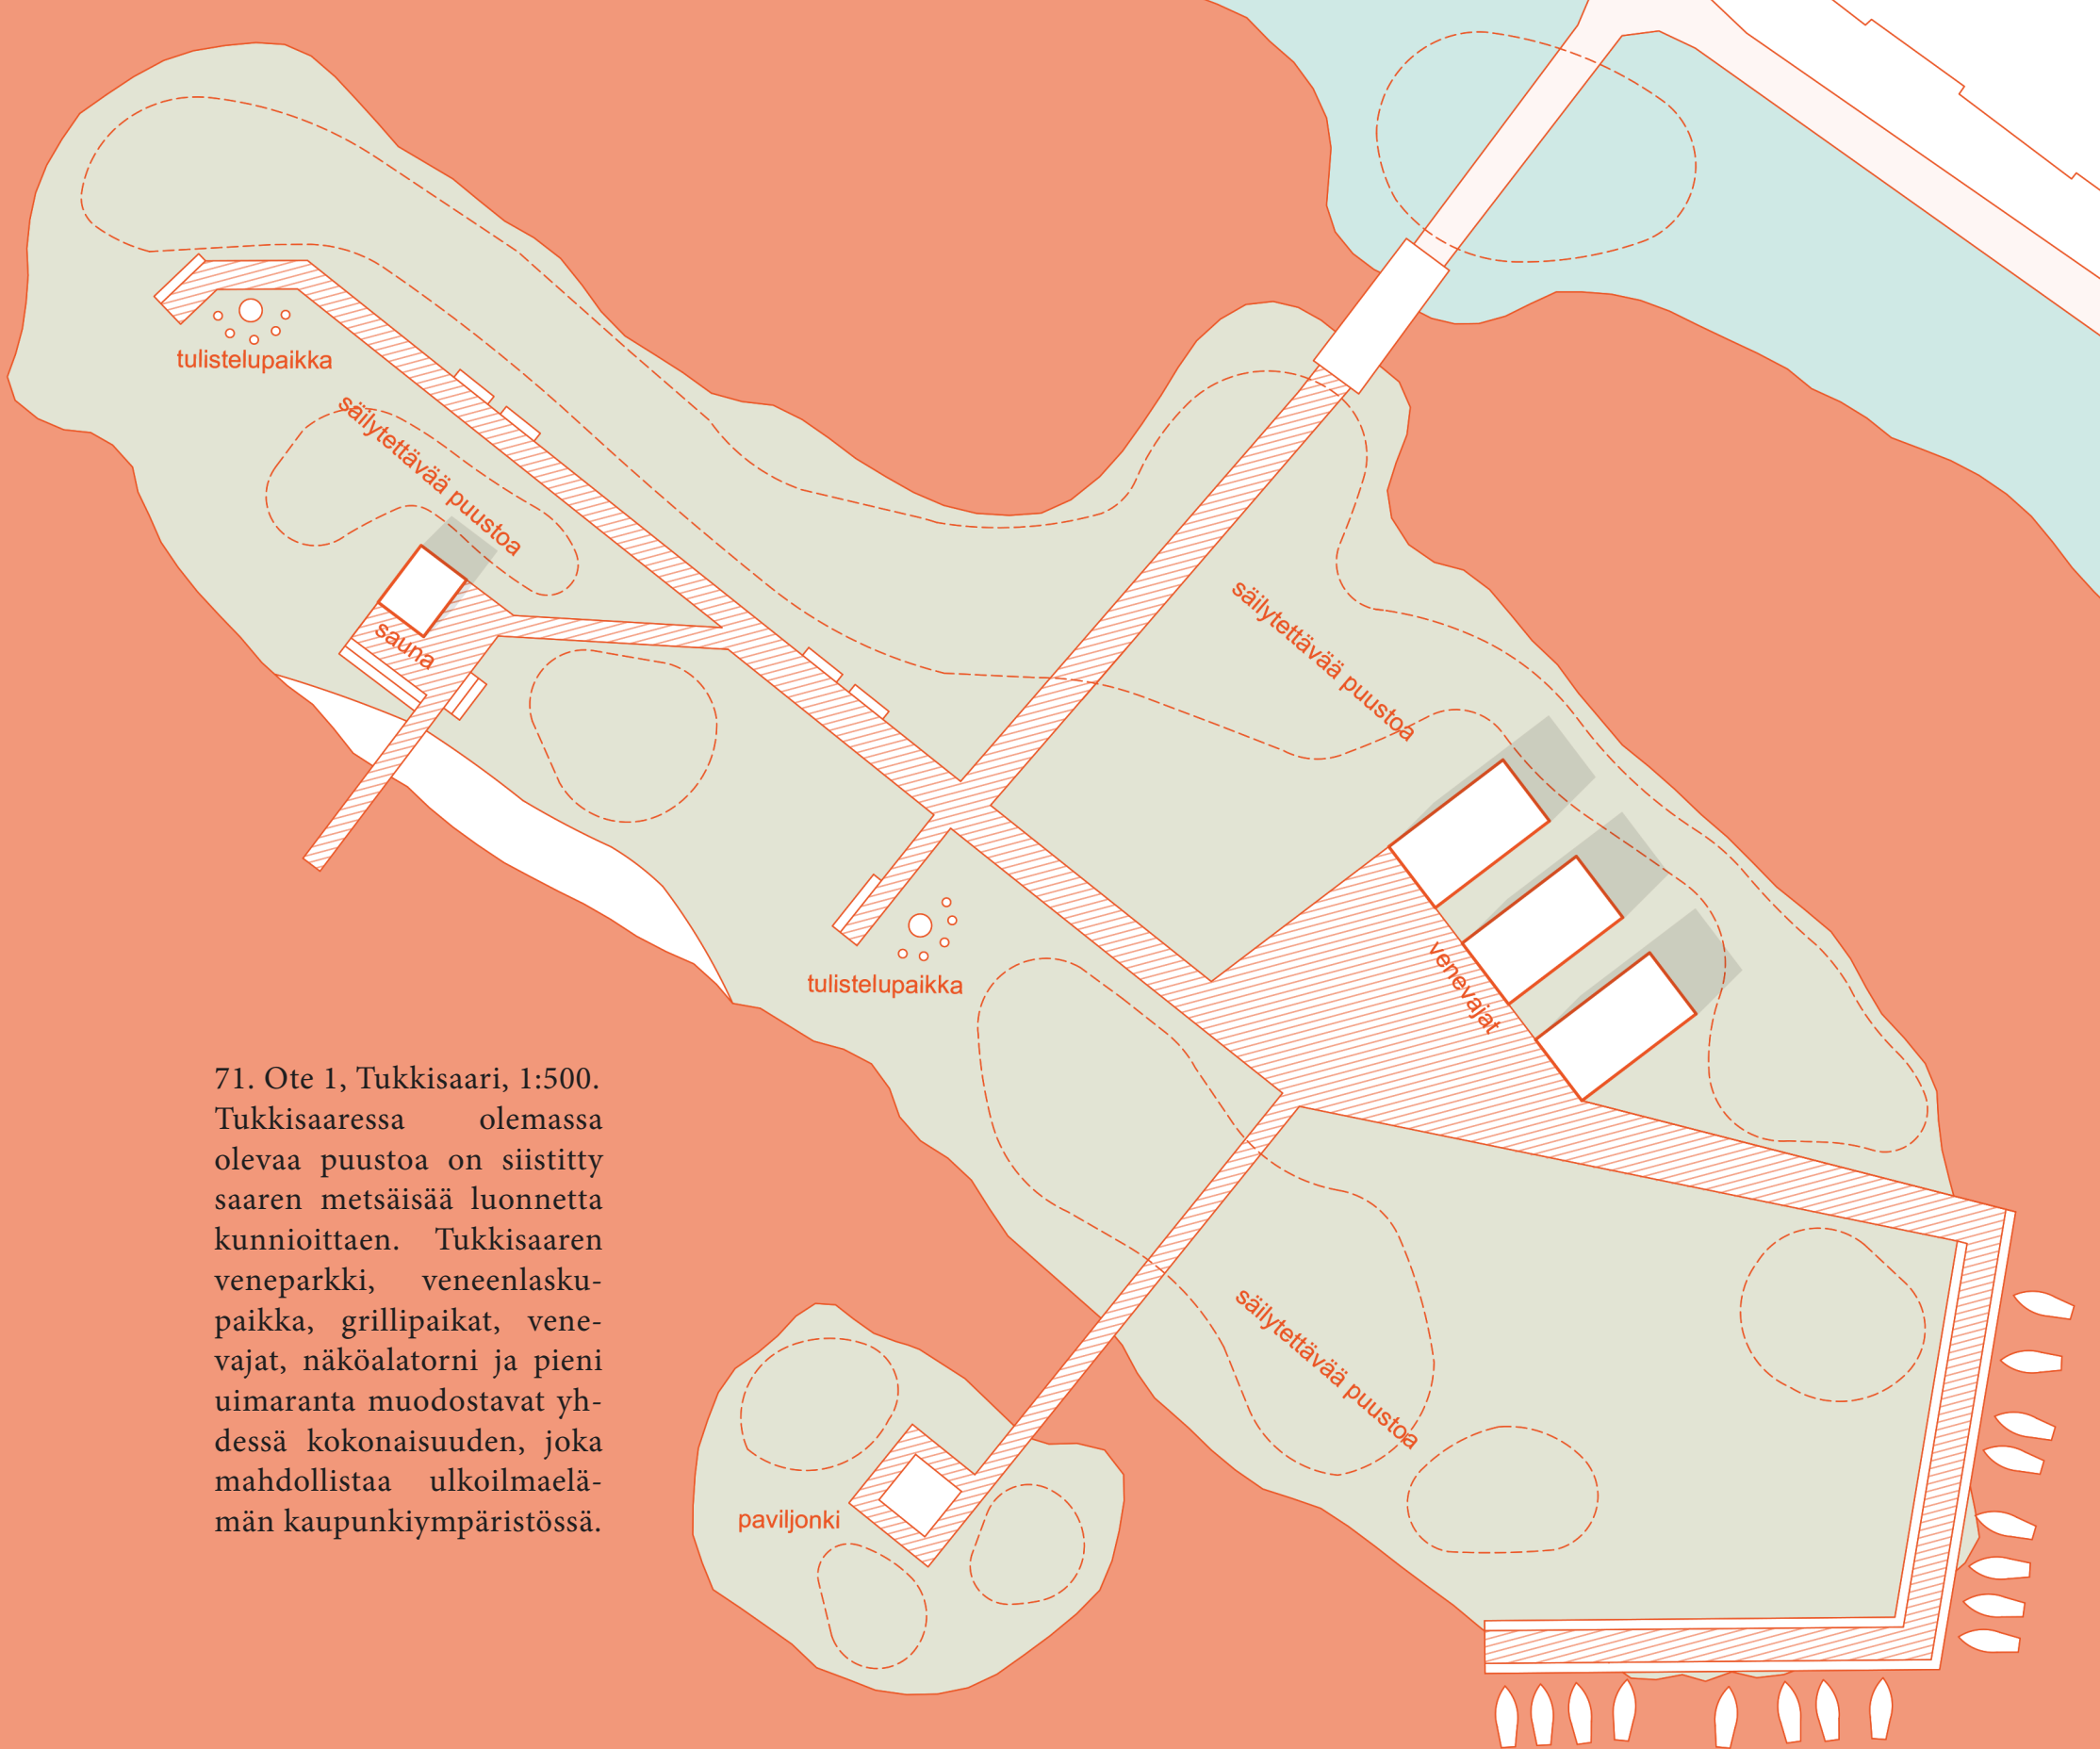 tulistelupaikka
säilytettävää puustoa
sauna
säilytettävää puustoa
tulistelupaikka
venevajat
säilytettävää puustoa
paviljonki
71. Ote 1, Tukkisaari, 1:500.
Tukkisaaressa olemassa
olevaa puustoa on siistitty
saaren metsäisää luonnetta
kunnioittaen. Tukkisaaren
veneparkki, veneenlasku-
paikka, grillipaikat, vene-
vajat, näköalatorni ja pieni
uimaranta muodostavat yh-
dessä kokonaisuuden, joka
mahdollistaa ulkoilmaelä-
män kaupunkiympäristössä.